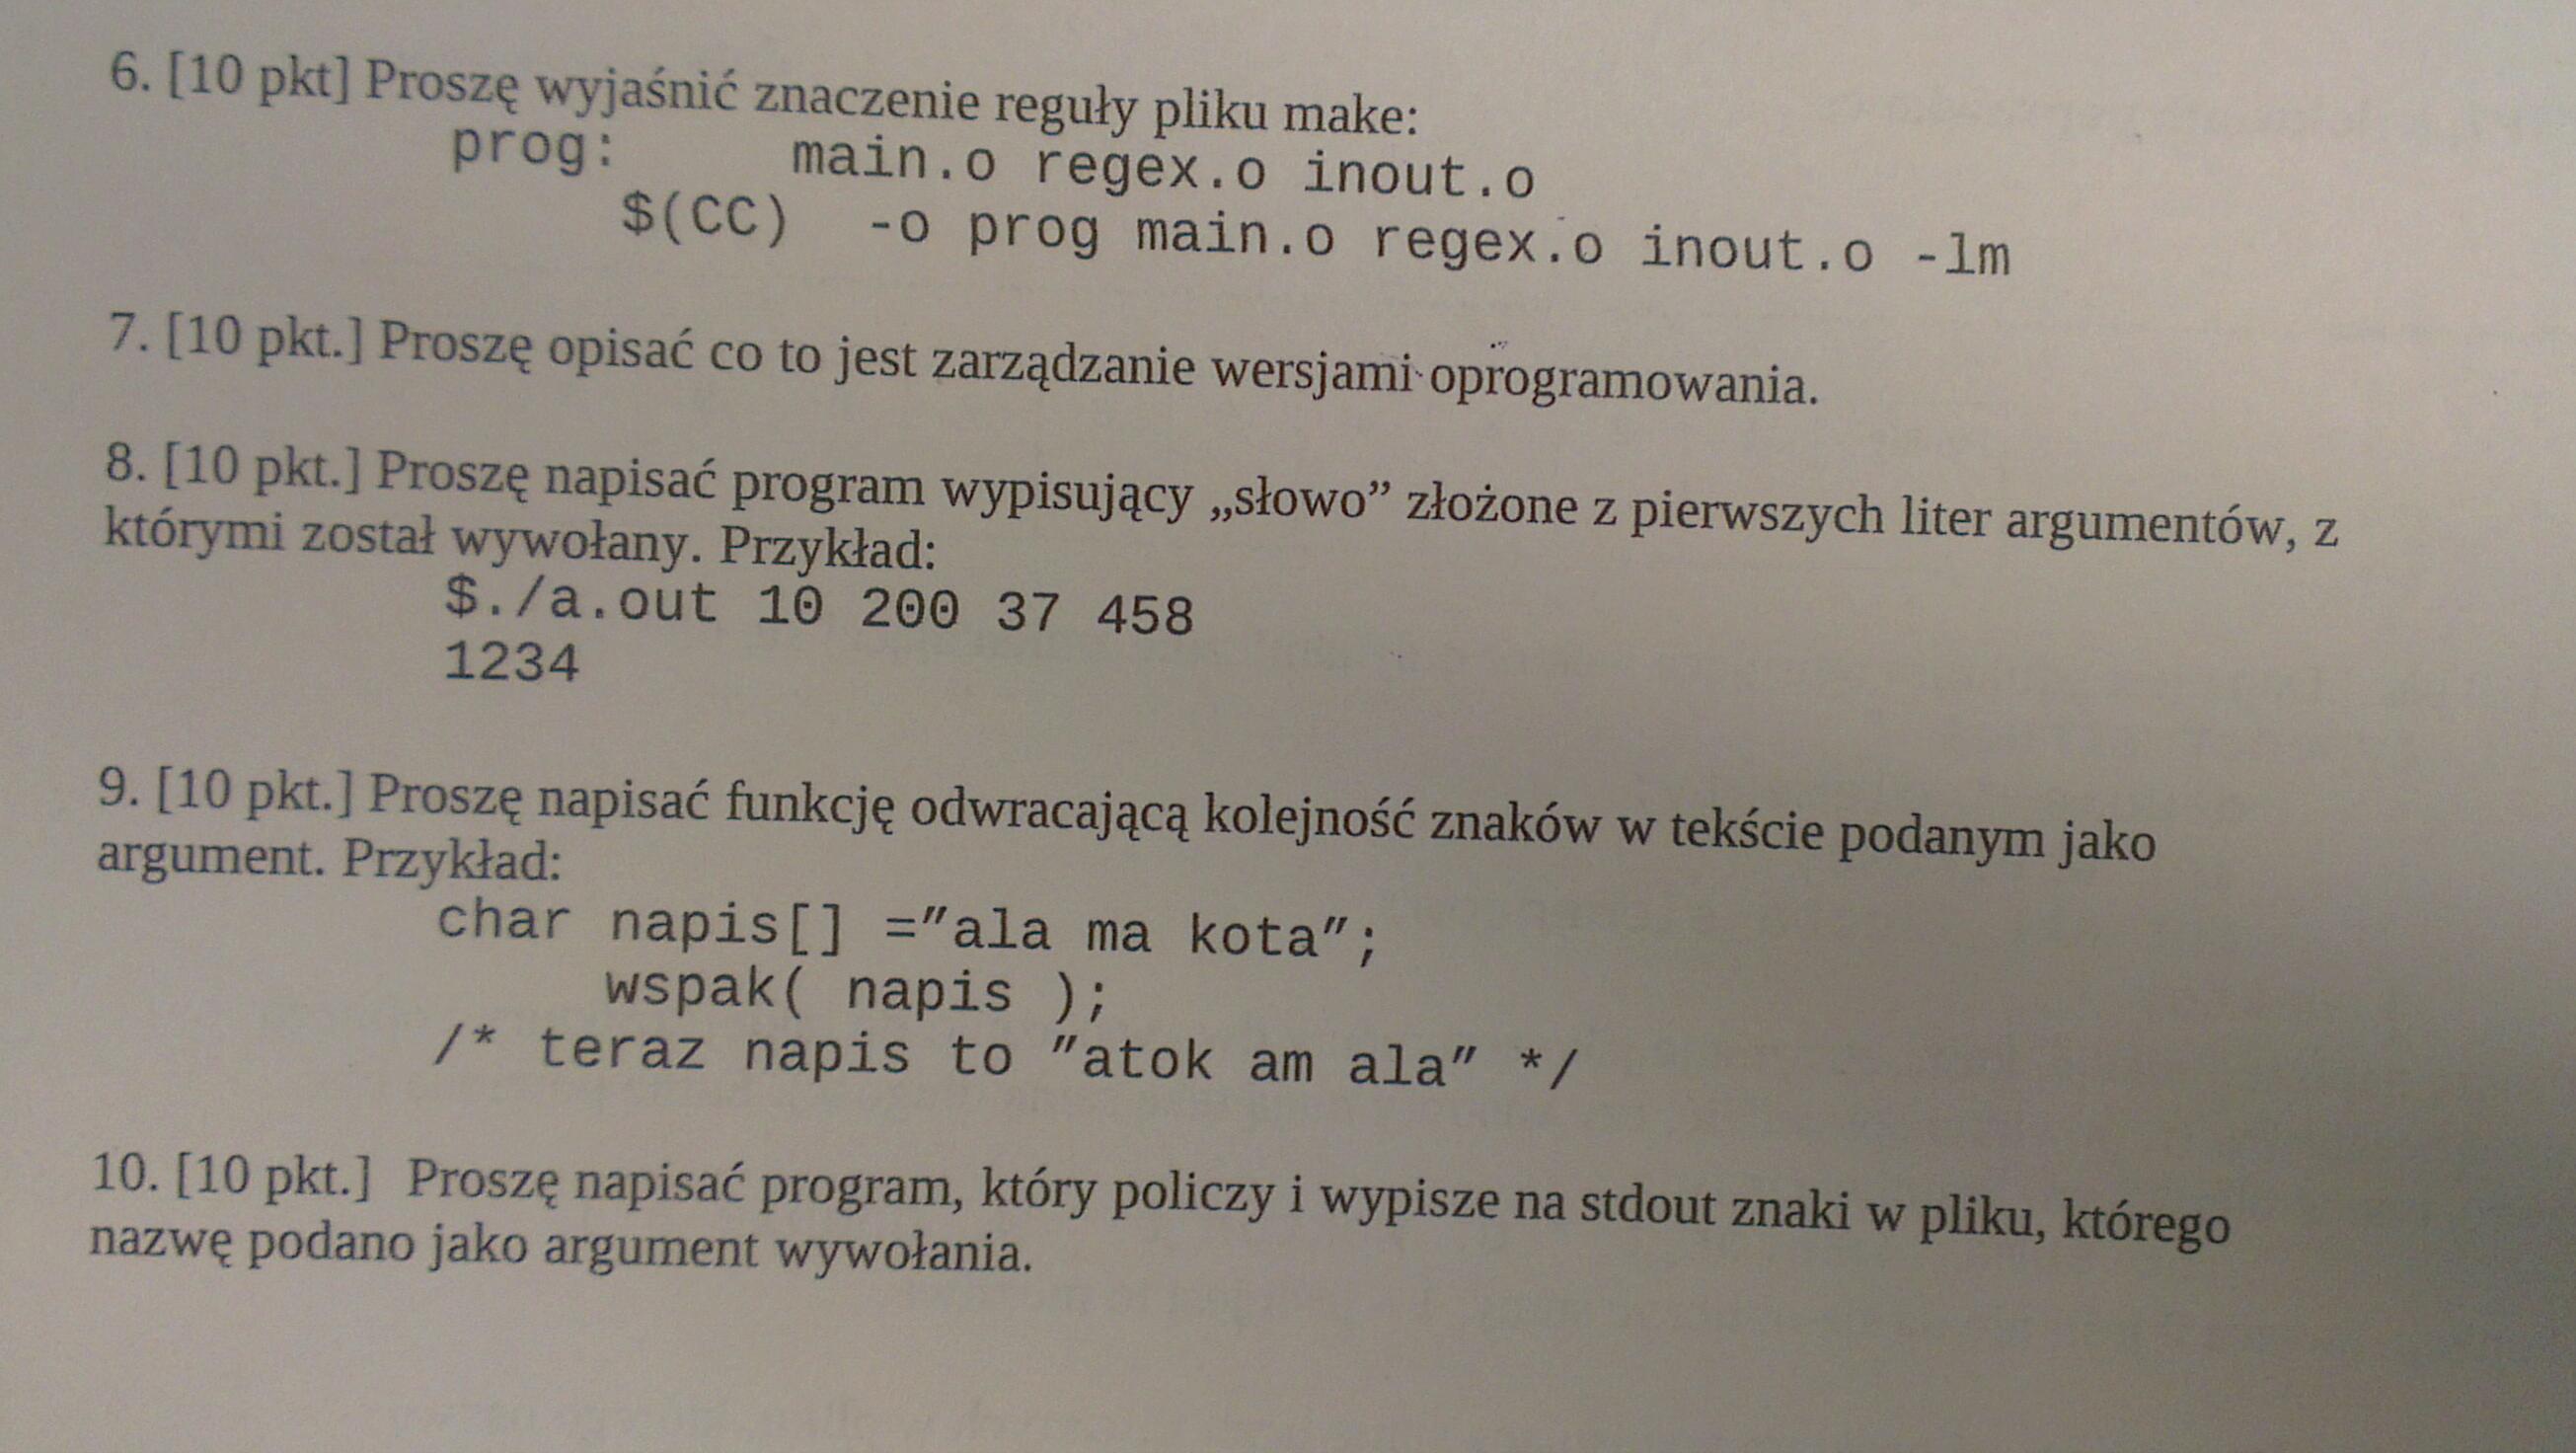 6. [10 pkt] Proszę wyjaśnić znaczenie reguły pliku make:
prog: main.o regex.o inout.o
$(CC) -o prog main.o regex.o inout.o -lm
7. [10 pkt.] Proszę opisać co to jest zarządzanie wersjami oprogramowania.
8. [10 pkt.] Proszę napisać program wypisujący „słowo” złożone z pierwszych liter argumentów, z
którymi został wywołany. Przykład:
$./a.out 10 200 37 458
1234
9. [10 pkt.] Proszę napisać funkcję odwracającą kolejność znaków w tekście podanym jako
argument. Przykład:
char napis[] =”ala ma kota”;
wspak( napis );
/* teraz napis to ”atok am ala” */
10. [10 pkt.] Proszę napisać program, który policzy i wypisze na stdout znaki w pliku, którego
nazwę podano jako argument wywołania.